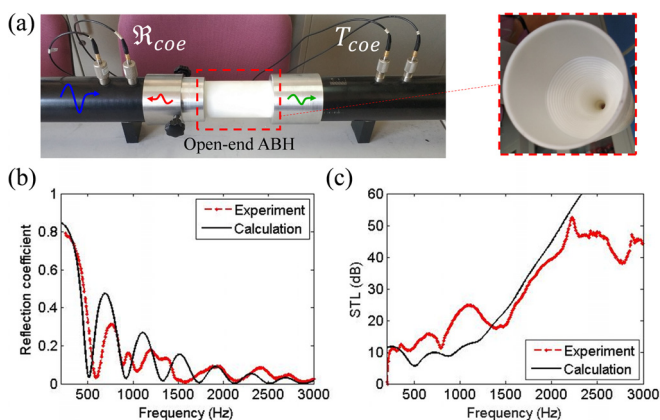 (a)
ℜcoe
Tcoe
Open-end ABH
(b)
Reflection coefficient
1
0.8
0.6
0.4
0.2
0
Experiment
Calculation
500 1000 1500 2000 2500 3000
Frequency (Hz)
(c)
STL (dB)
60
50
40
30
20
10
0
Experiment
Calculation
500 1000 1500 2000 2500 3000
Frequency (Hz)